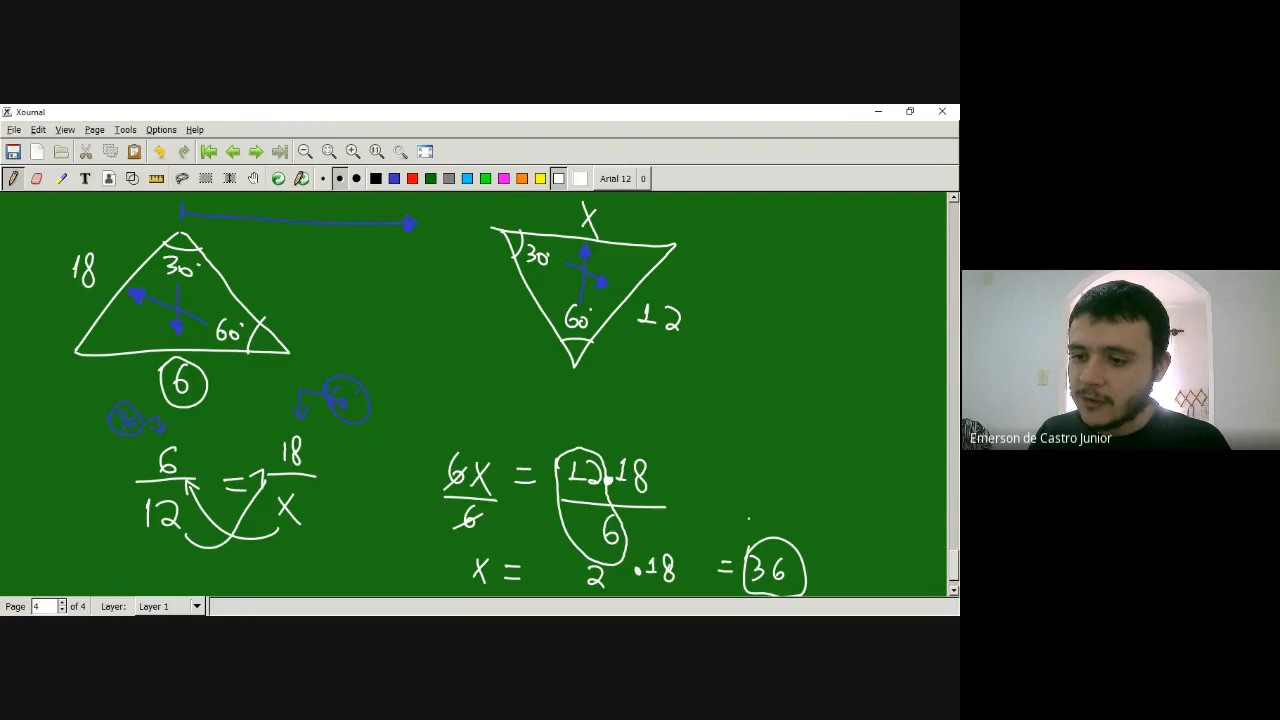 Xournal
File Edit View Page Tools Options Help
T Arial 12 0
18
30°
60°
6
X
30°
60°
12
30 60°
6/12 = 18/x
6x/6 = 12.18/6
x = 2 .18 = 36
Emerson de Castro Junior
Page 4 of 4 Layer: Layer 1